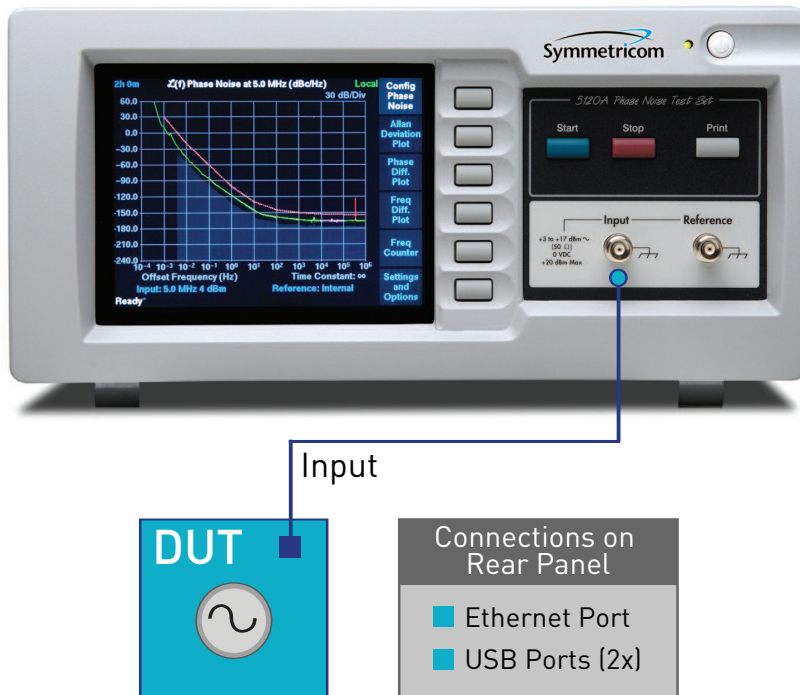 Symmetricom
2h 0m ℒ(f) Phase Noise at 5.0 MHz (dBc/Hz) Local
30 dB/Div
60.0
30.0
0.0
-30.0
-60.0
-90.0
-120.0
-150.0
-180.0
-210.0
-240.0
10⁻⁴ 10⁻³ 10⁻² 10⁻¹ 10⁰ 10¹ 10² 10³ 10⁴ 10⁵ 10⁶
Offset Frequency (Hz) Time Constant: ∞
Input: 5.0 MHz 4 dBm Reference: Internal
Ready
Config
Phase
Noise
Allan
Deviation
Plot
Phase
Diff.
Plot
Freq
Diff.
Plot
Freq
Counter
Settings
and
Options
5120A Phase Noise Test Set
Start Stop Print
Input Reference
+3 to +17 dBm ∿
(50 Ω)
0 VDC
+20 dBm Max
Input
DUT
Connections on
Rear Panel
Ethernet Port
USB Ports (2x)